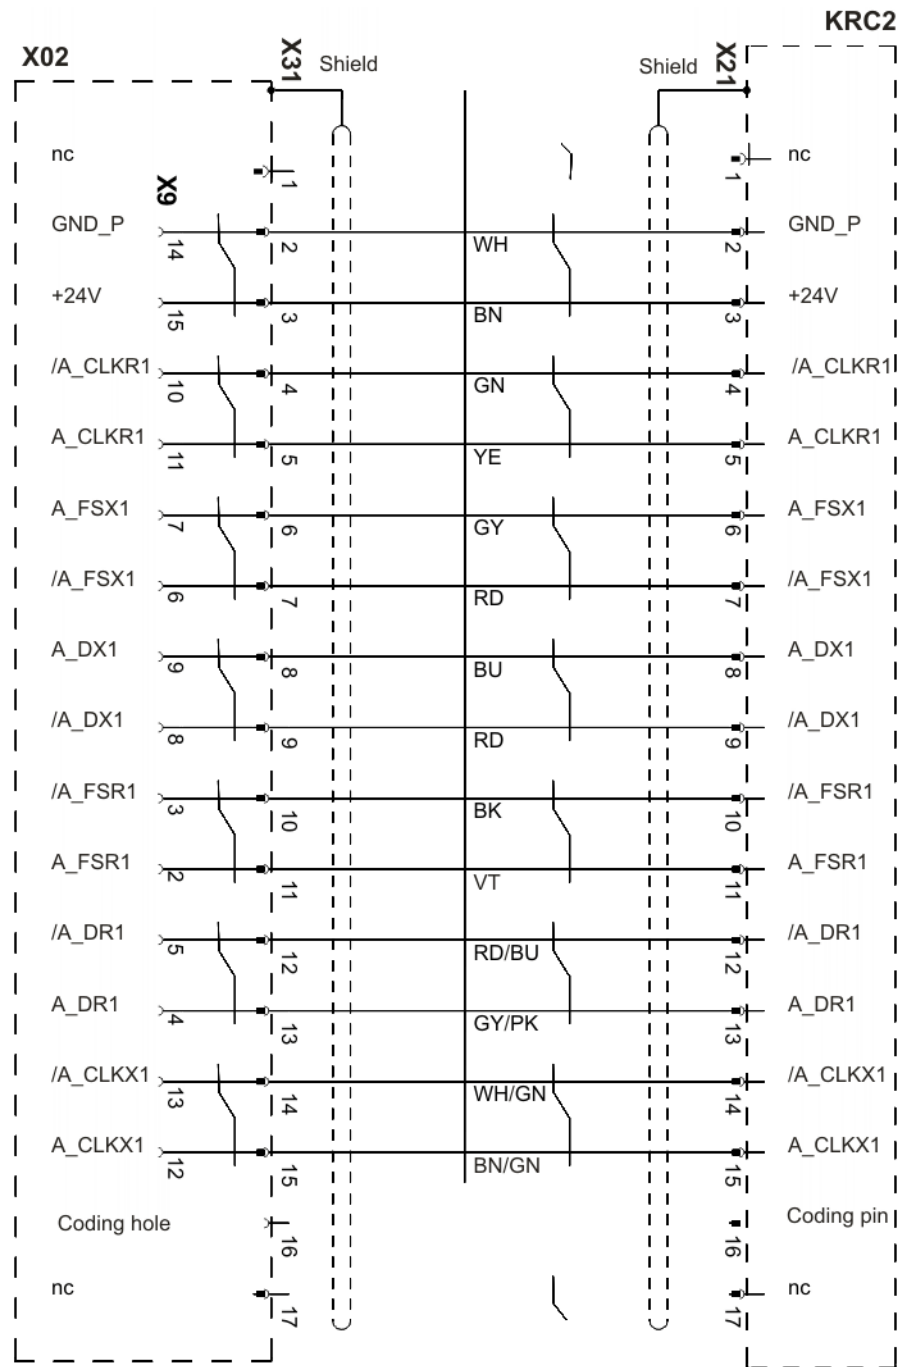 KRC2
X02
X31
Shield
Shield
X21
nc
1
1
nc
X9
GND_P
14
2
WH
2
GND_P
+24V
15
3
BN
3
+24V
/A_CLKR1
10
4
GN
4
/A_CLKR1
A_CLKR1
11
5
YE
5
A_CLKR1
A_FSX1
7
6
GY
6
A_FSX1
/A_FSX1
6
7
RD
7
/A_FSX1
A_DX1
9
8
BU
8
A_DX1
/A_DX1
8
9
RD
9
/A_DX1
/A_FSR1
3
10
BK
10
/A_FSR1
A_FSR1
2
11
VT
11
A_FSR1
/A_DR1
5
12
RD/BU
12
/A_DR1
A_DR1
4
13
GY/PK
13
A_DR1
/A_CLKX1
13
14
WH/GN
14
/A_CLKX1
A_CLKX1
12
15
BN/GN
15
A_CLKX1
Coding hole
16
16
Coding pin
nc
17
17
nc